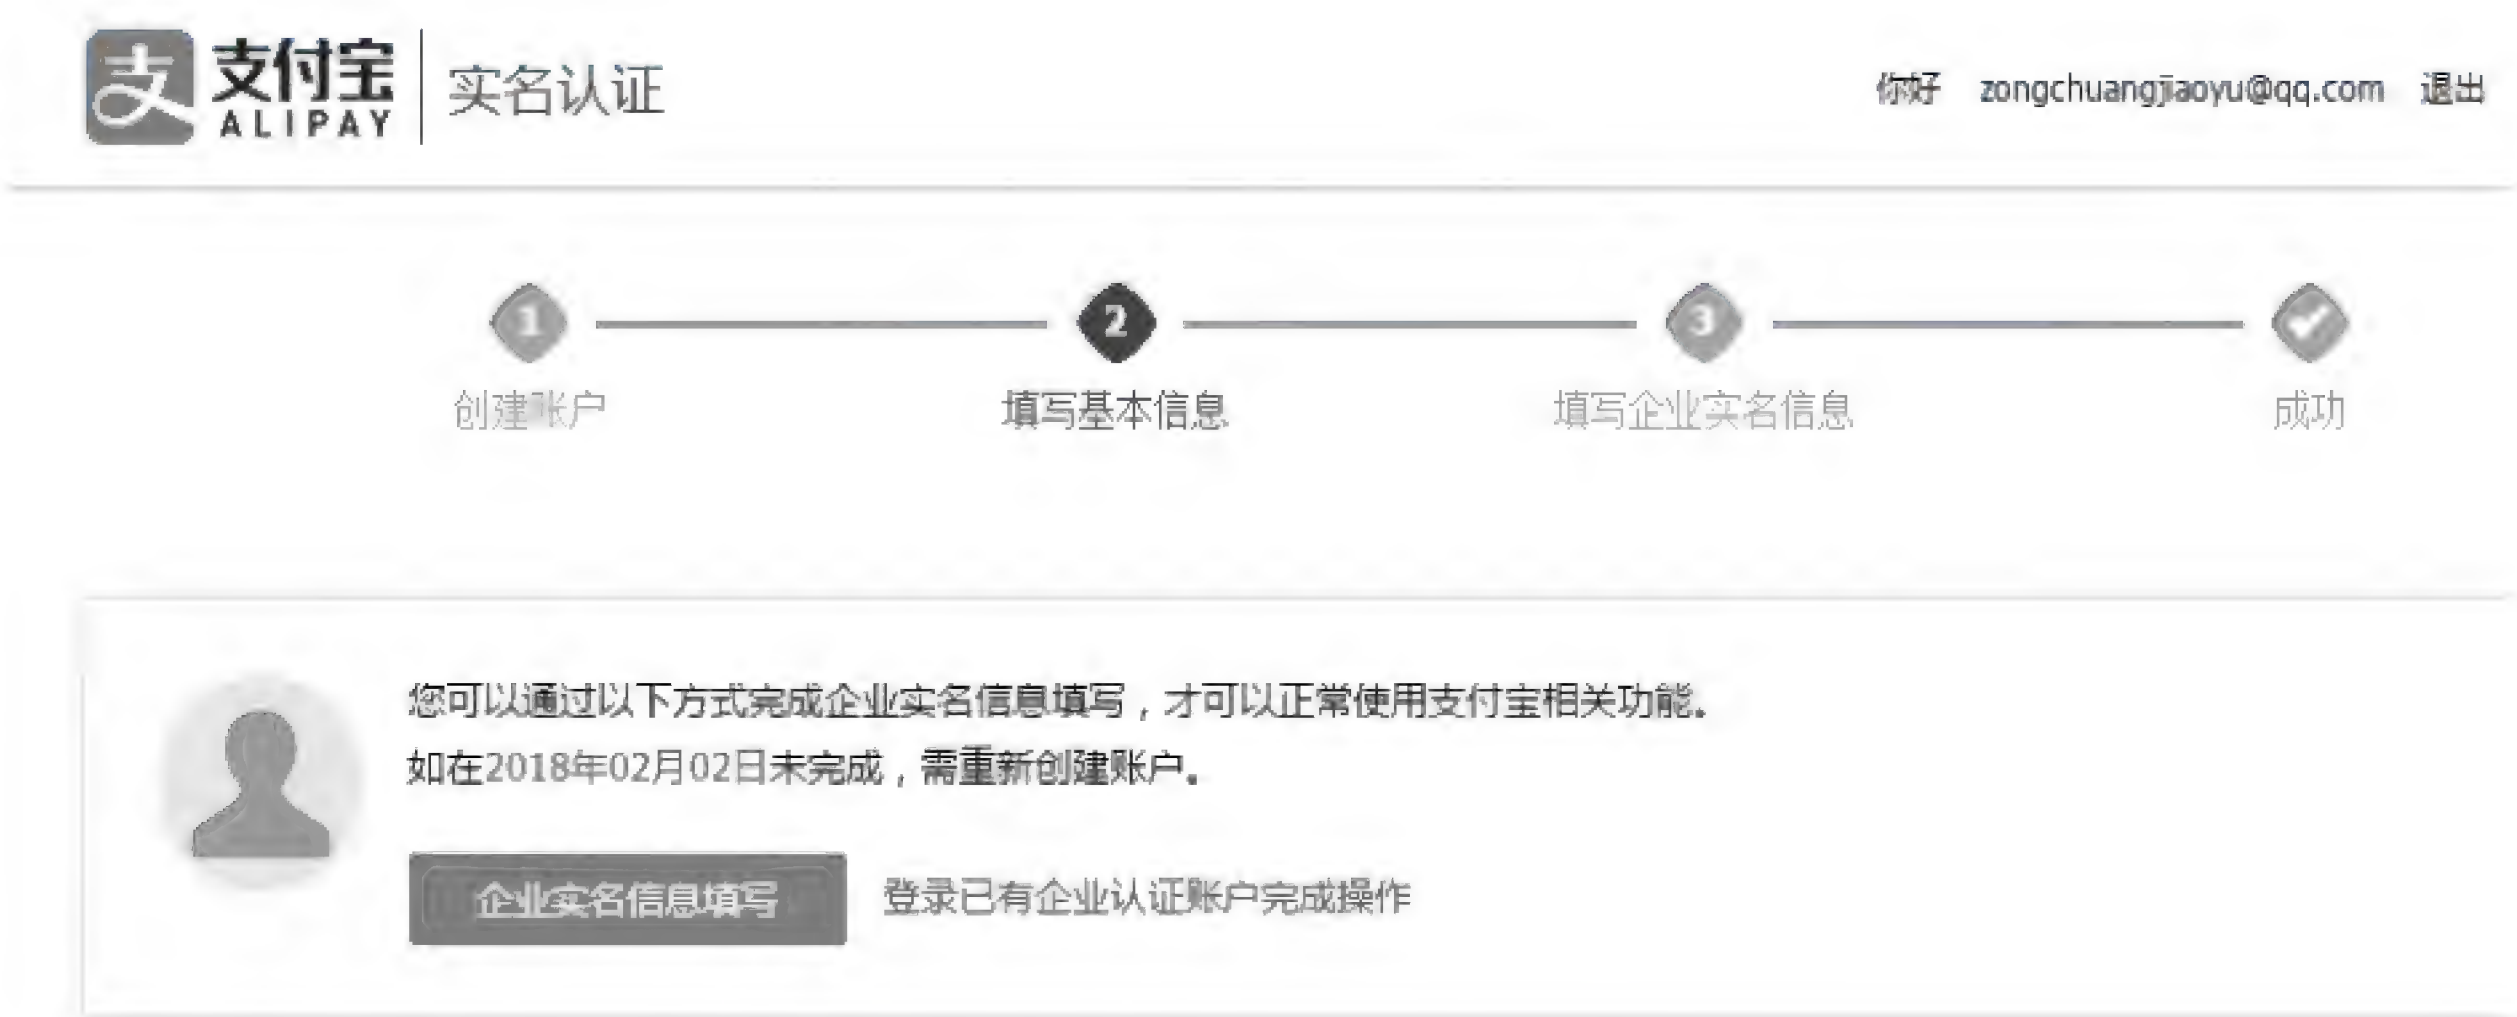 支 支付宝 ALIPAY 实名认证 你好 zongchuangjiaoyu@qq.com 退出
1 2 3
创建账户 填写基本信息 填写企业实名信息 成功
您可以通过以下方式完成企业实名信息填写，才可以正常使用支付宝相关功能。
如在2018年02月02日未完成，需重新创建账户。
企业实名信息填写 登录已有企业认证账户完成操作